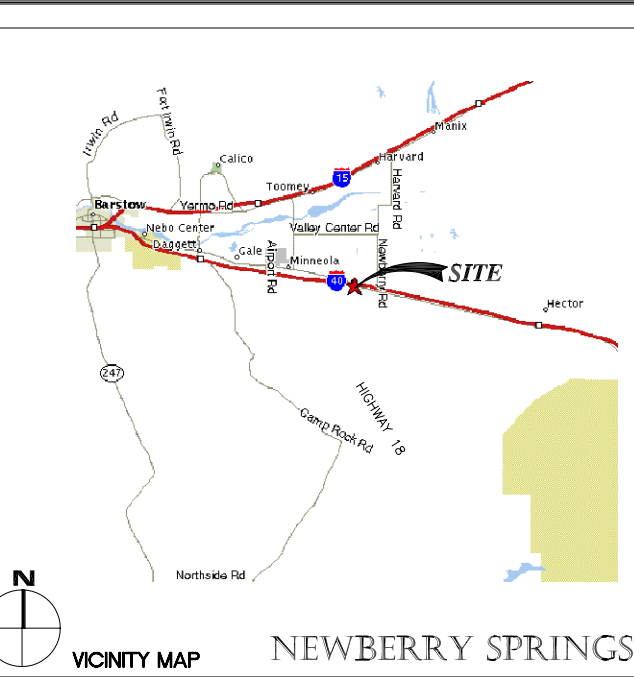 Irwin Rd
Fort Irwin Rd
Manix
Calico
Harvard
15
Toomey
Harvard Rd
Barstow
Yermo Rd
Nebo Center
Valley Center Rd
Daggett
Gale
Airport Rd
Minneola
Newberry Rd
40
SITE
Hector
247
HIGHWAY 18
Camp Rock Rd
Northside Rd
N
VICINITY MAP
NEWBERRY SPRINGS